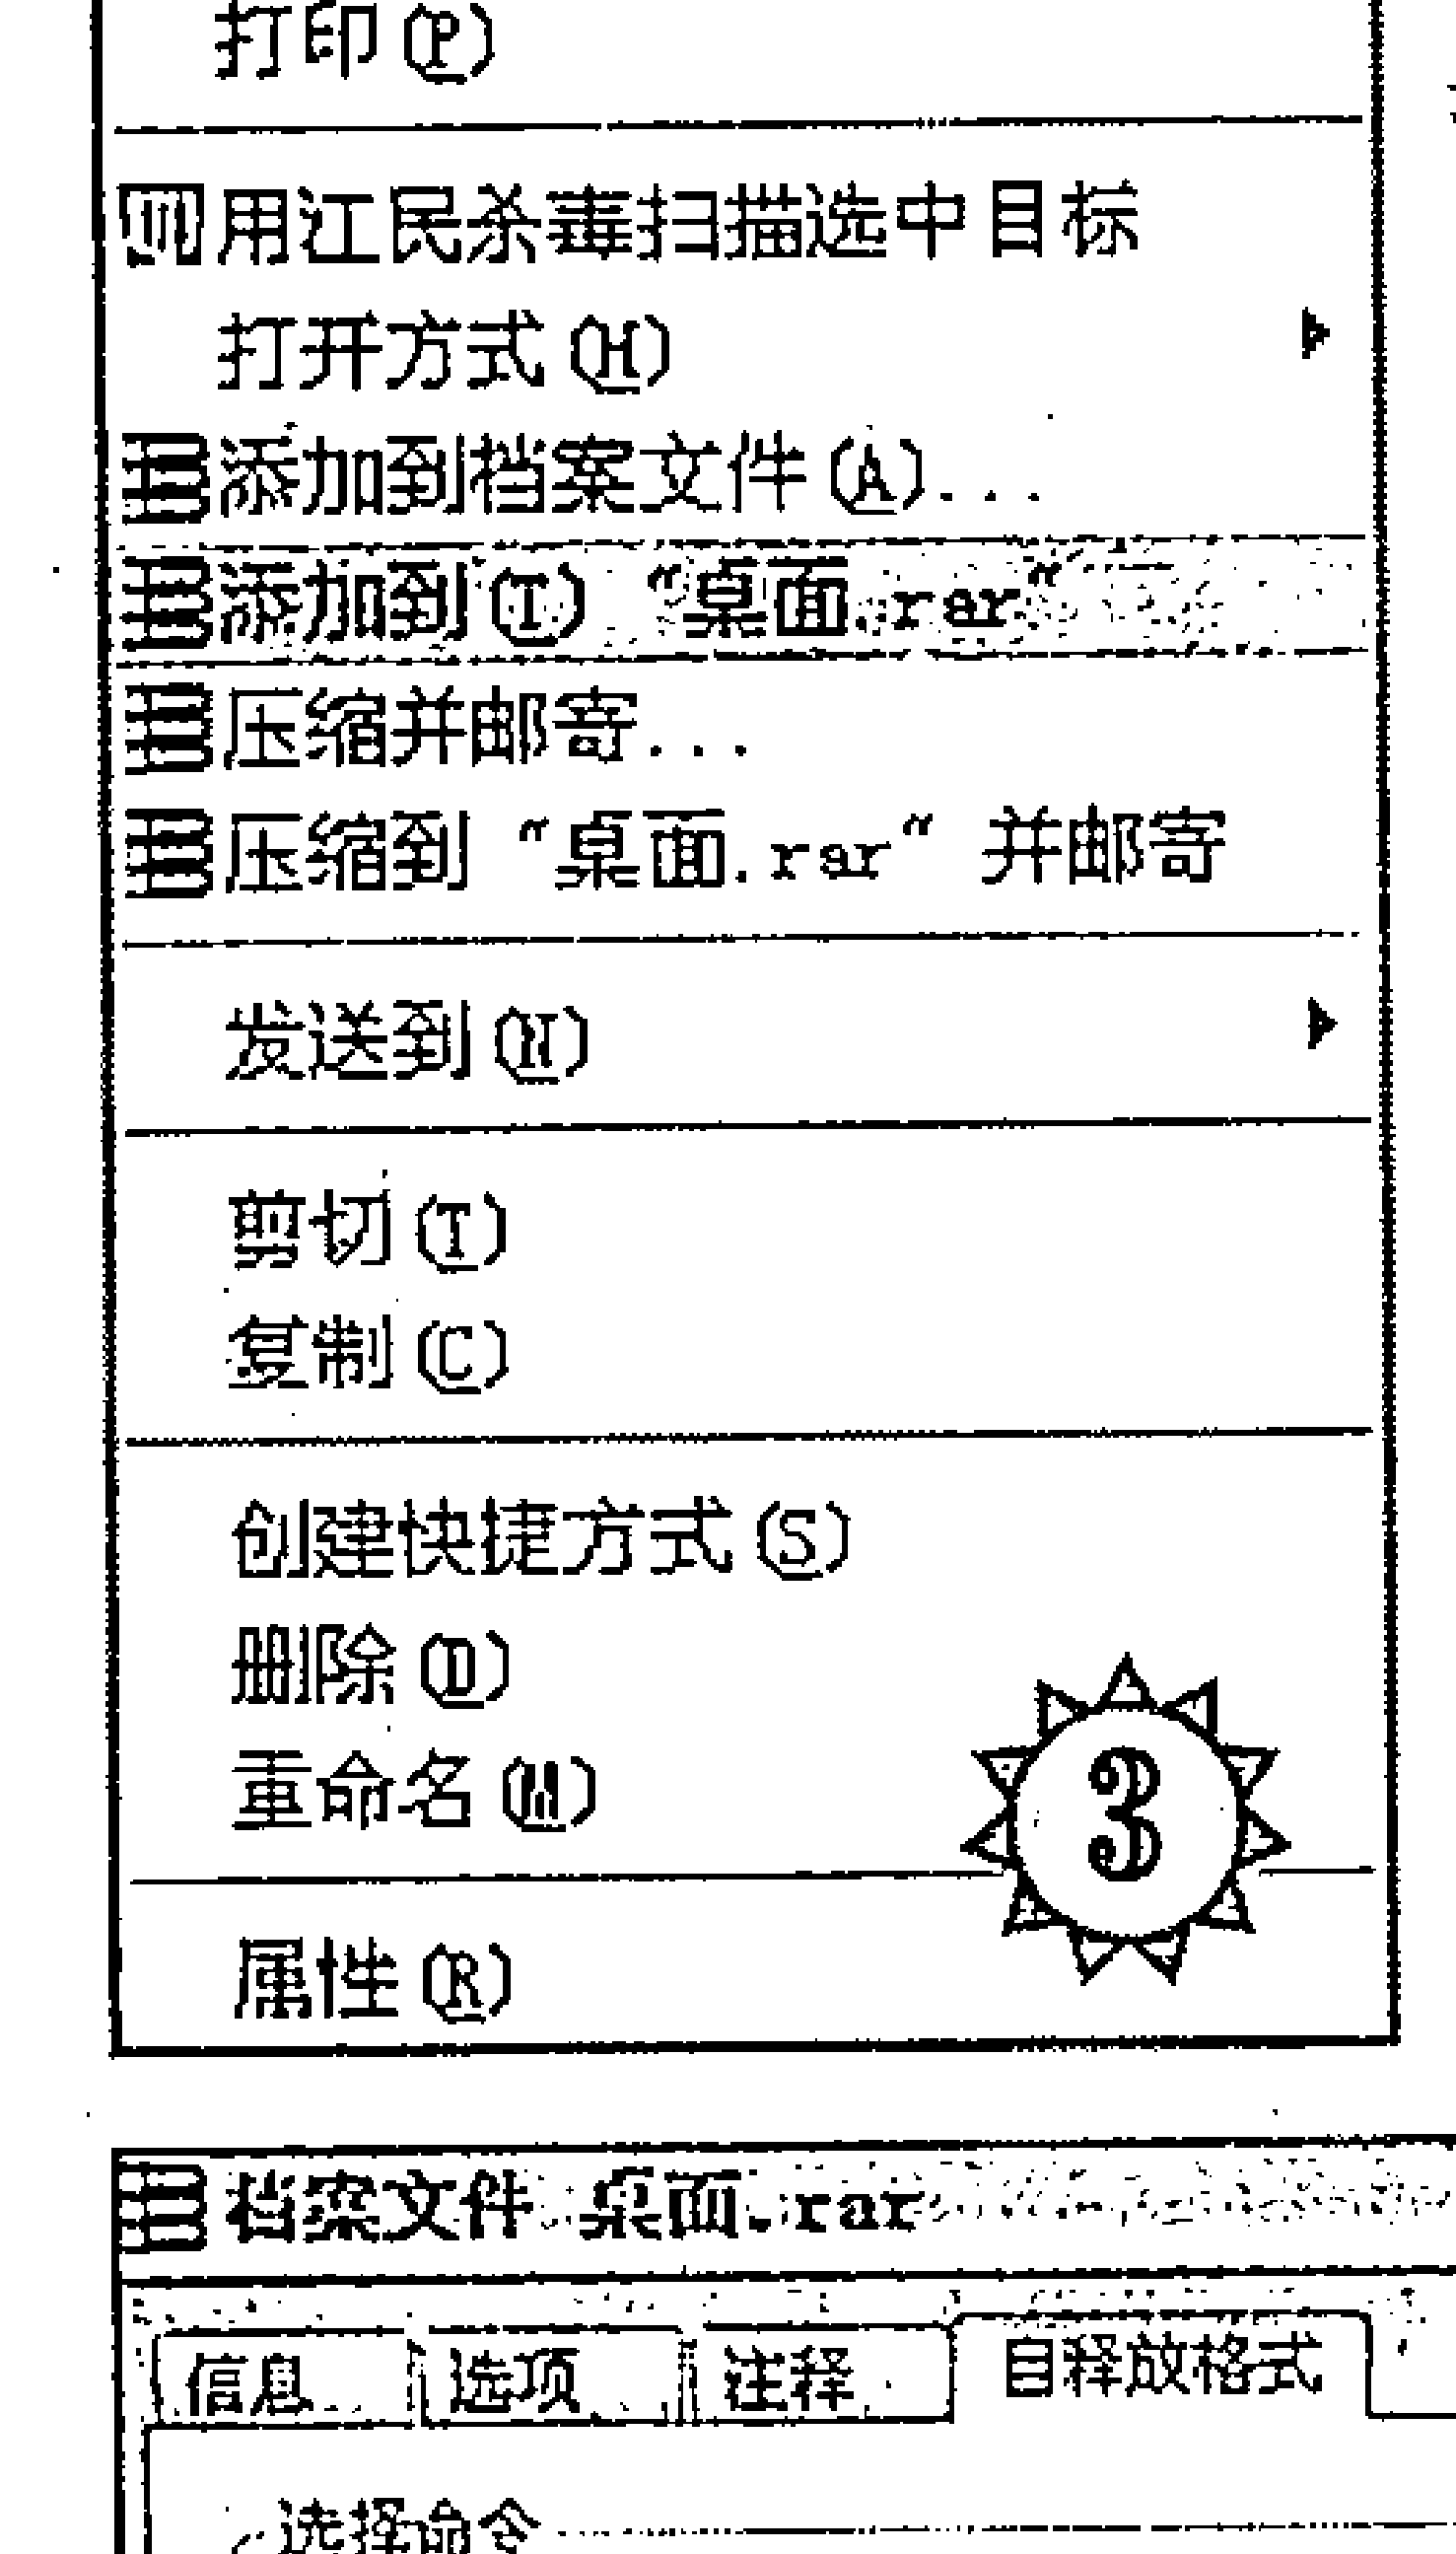 打印(P)
用江民杀毒扫描选中目标
打开方式(H)
添加到档案文件(A)...
添加到(T) "桌面.rar"
压缩并邮寄...
压缩到 "桌面.rar" 并邮寄
发送到(N)
剪切(T)
复制(C)
创建快捷方式(S)
删除(D)
重命名(M)
3
属性(R)
档案文件 桌面.rar
信息 选项 注释 自释放格式
选择命令